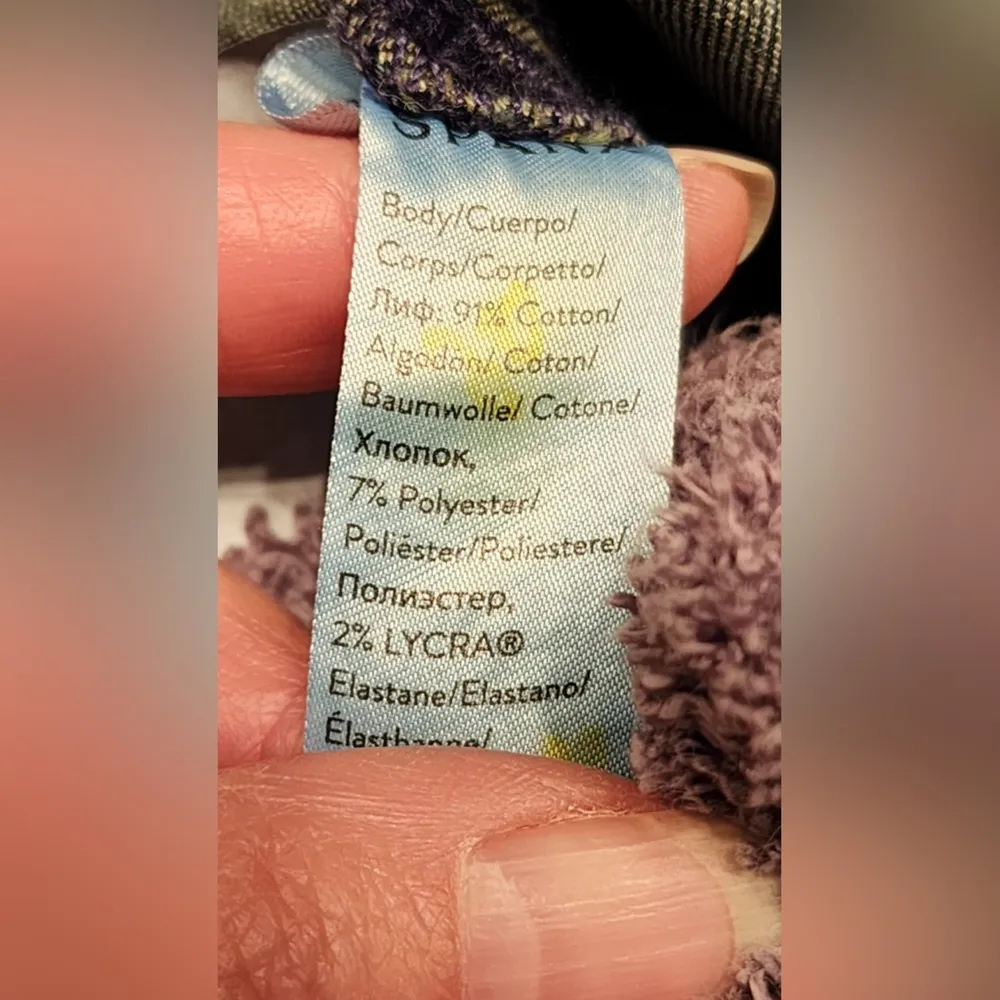 Body/Cuerpo/
Corps/Corpetto/
Лиф: 91% Cotton/
Algodon/ Coton/
Baumwolle/ Cotone/
Хлопок,
7% Polyester/
Poliéster/Poliestere/
Полиэстер,
2% LYCRA®
Elastane/Elastano/
Élasthanne/